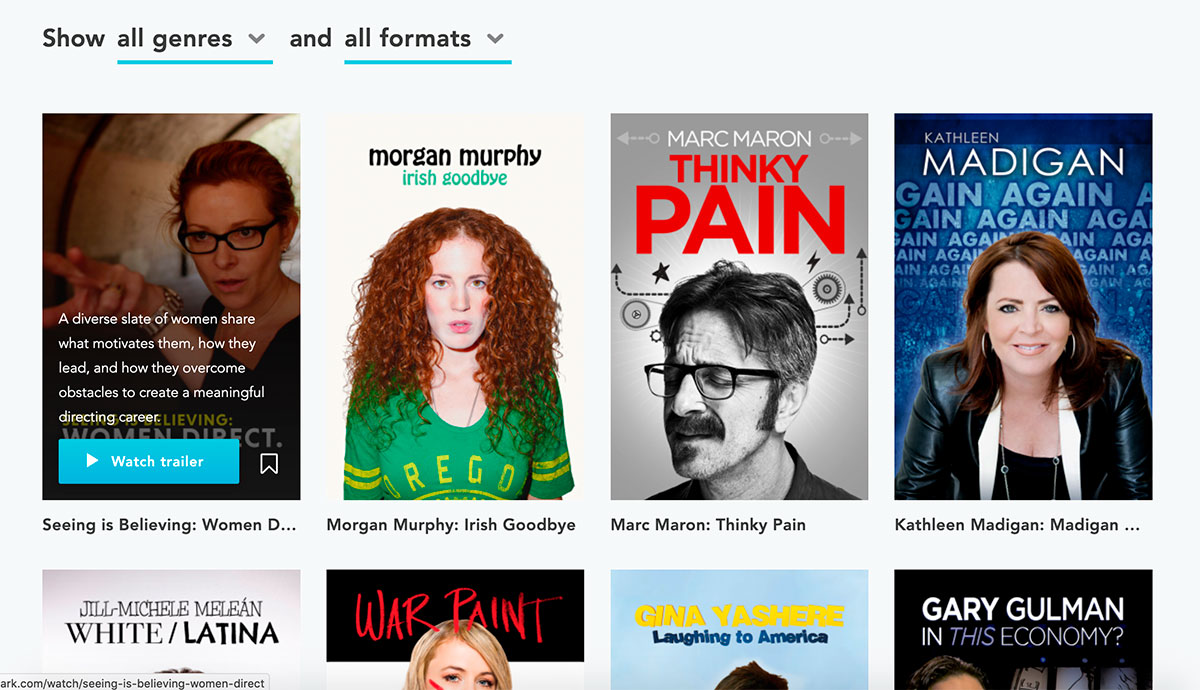 Show all genres and all formats
A diverse slate of women share
what motivates them, how they
lead, and how they overcome
obstacles to create a meaningful
directing career.
SEEING IS BELIEVING:
WOMEN DIRECT.
Watch trailer
morgan murphy
irish goodbye
OREGO
MARC MARON
THINKY
PAIN
KATHLEEN
MADIGAN
GAIN AGAIN AGAIN A
GAIN AGAIN AGAIN AGA
Seeing is Believing: Women D...
Morgan Murphy: Irish Goodbye
Marc Maron: Thinky Pain
Kathleen Madigan: Madigan ...
JILL-MICHELE MELEÁN
WHITE / LATINA
WAR PAINT
GINA YASHERE
Laughing to America
GARY GULMAN
IN THIS ECONOMY?
ark.com/watch/seeing-is-believing-women-direct